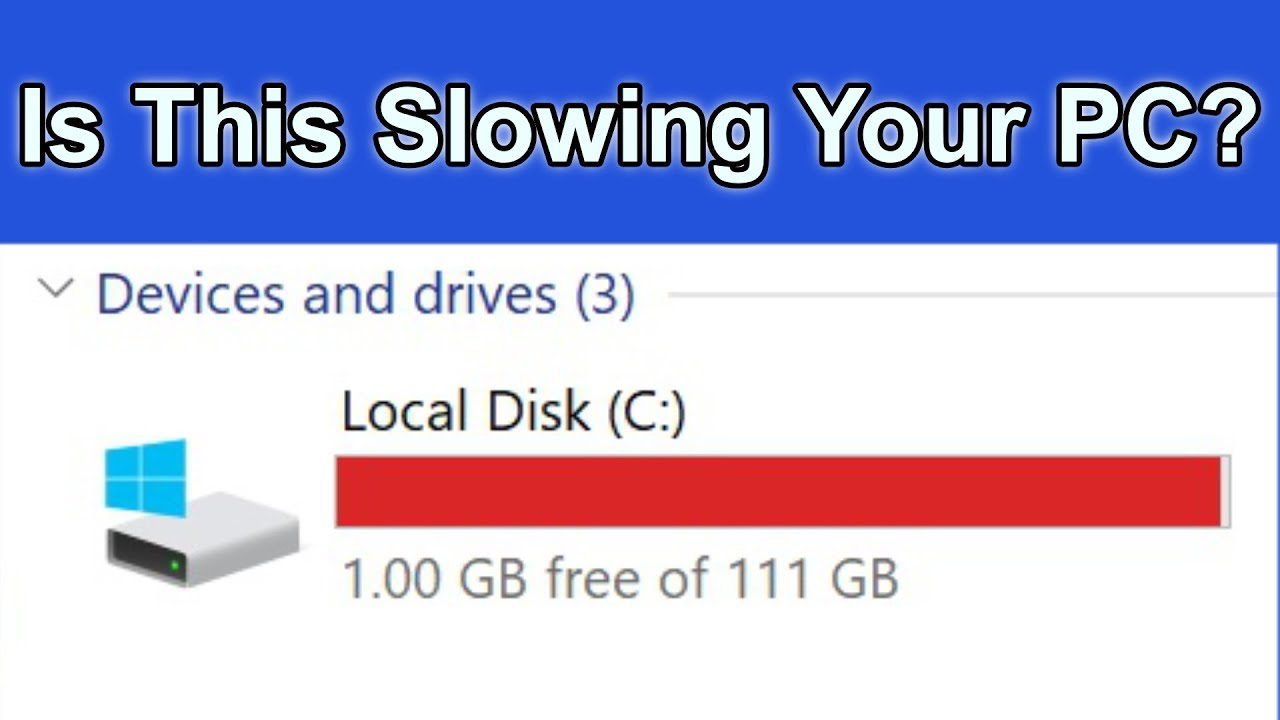 Is This Slowing Your PC?
Devices and drives (3)
Local Disk (C:)
1.00 GB free of 111 GB